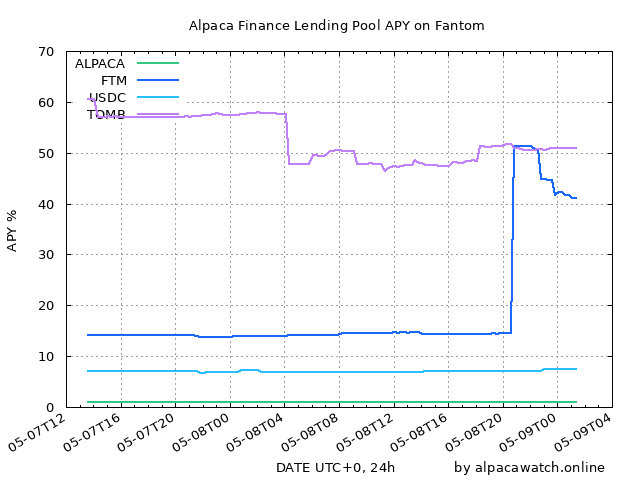 Alpaca Finance Lending Pool APY on Fantom
70
60
50
40
30
20
10
0
APY %
ALPACA
FTM
USDC
TOMB
05-07T12
05-07T16
05-07T20
05-08T00
05-08T04
05-08T08
05-08T12
05-08T16
05-08T20
05-09T00
05-09T04
DATE UTC+0, 24h
by alpacawatch.online